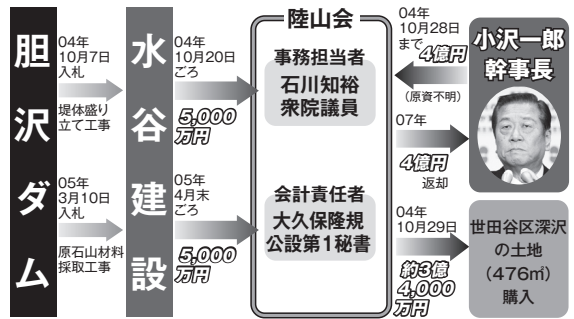 胆沢ダム
04年
10月7日
入札
堤体盛り
立て工事
05年
3月10日
入札
原石山材料
採取工事
水谷建設
04年
10月20日
ごろ
5,000
万円
05年
4月末
ごろ
5,000
万円
陸山会
事務担当者
石川知裕
衆院議員
会計責任者
大久保隆規
公設第1秘書
04年
10月28日
まで
4億円
(原資不明)
07年
4億円
返却
04年
10月29日
約3億
4,000
万円
小沢一郎
幹事長
世田谷区深沢
の土地
(476㎡)
購入